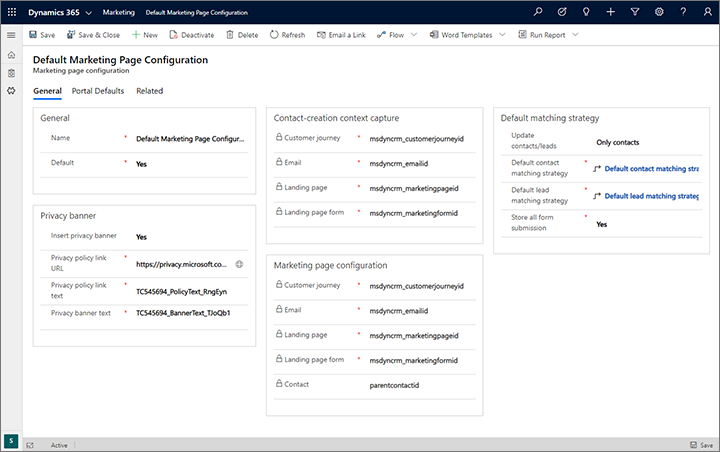 Dynamics 365 Marketing Default Marketing Page Configuration
Save Save & Close New Deactivate Delete Refresh Email a Link Flow Word Templates Run Report
Default Marketing Page Configuration
Marketing page configuration
General Portal Defaults Related
General
Name * Default Marketing Page Configur...
Default * Yes
Privacy banner
Insert privacy banner Yes
Privacy policy link
URL * https://privacy.microsoft.co...
Privacy policy link
text * TC545694_PolicyText_RngEyn
Privacy banner text * TC545694_BannerText_TJoQb1
Contact-creation context capture
Customer journey * msdyncrm_customerjourneyid
Email * msdyncrm_emailid
Landing page * msdyncrm_marketingpageid
Landing page form * msdyncrm_marketingformid
Marketing page configuration
Customer journey * msdyncrm_customerjourneyid
Email * msdyncrm_emailid
Landing page * msdyncrm_marketingpageid
Landing page form * msdyncrm_marketingformid
Contact parentcontactid
Default matching strategy
Update
contacts/leads Only contacts
Default contact
matching strategy * Default contact matching stra
Default lead
matching strategy * Default lead matching strateg
Store all form
submission * Yes
S
Active
Save